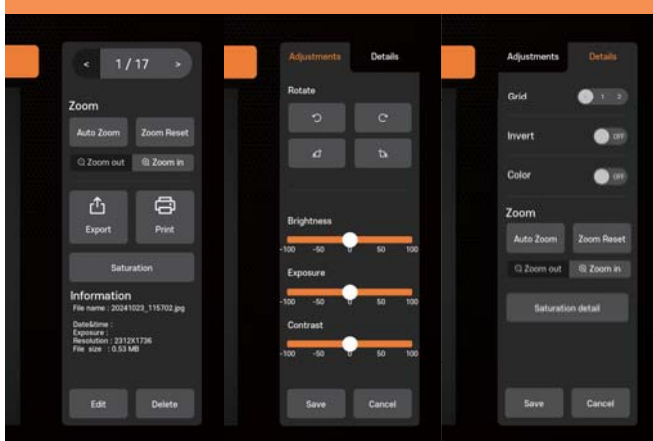 < 1 / 17 >
Zoom
Auto Zoom Zoom Reset
Zoom out Zoom in
Export Print
Saturation
Information
File name : 20241023_115702.jpg
Date&time :
Exposure :
Resolution : 2312X1736
File size : 0.53 MB
Edit Delete
Adjustments Details
Rotate
Brightness
-100 -50 0 50 100
Exposure
-100 -50 0 50 100
Contrast
-100 -50 0 50 100
Save Cancel
Adjustments Details
Grid 1 2
Invert OFF
Color OFF
Zoom
Auto Zoom Zoom Reset
Zoom out Zoom in
Saturation detail
Save Cancel